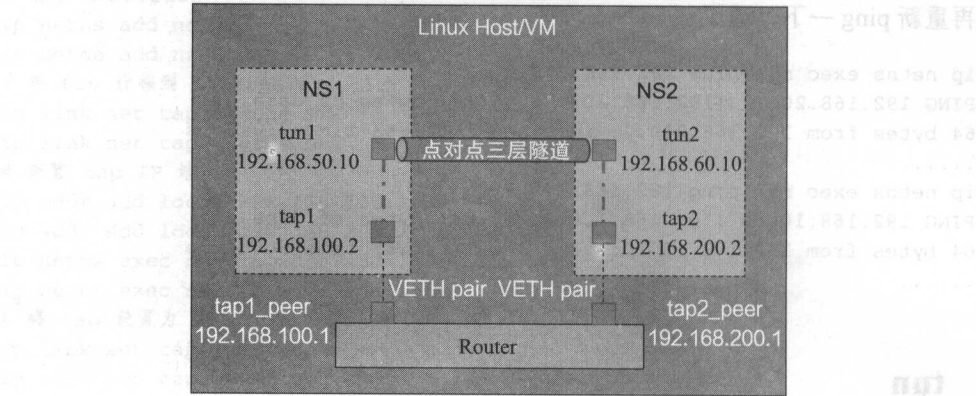 Linux Host/VM
NS1
NS2
tun1
192.168.50.10
点对点三层隧道
tun2
192.168.60.10
tap1
192.168.100.2
tap2
192.168.200.2
VETH pair VETH pair
tap1_peer
192.168.100.1
tap2_peer
192.168.200.1
Router